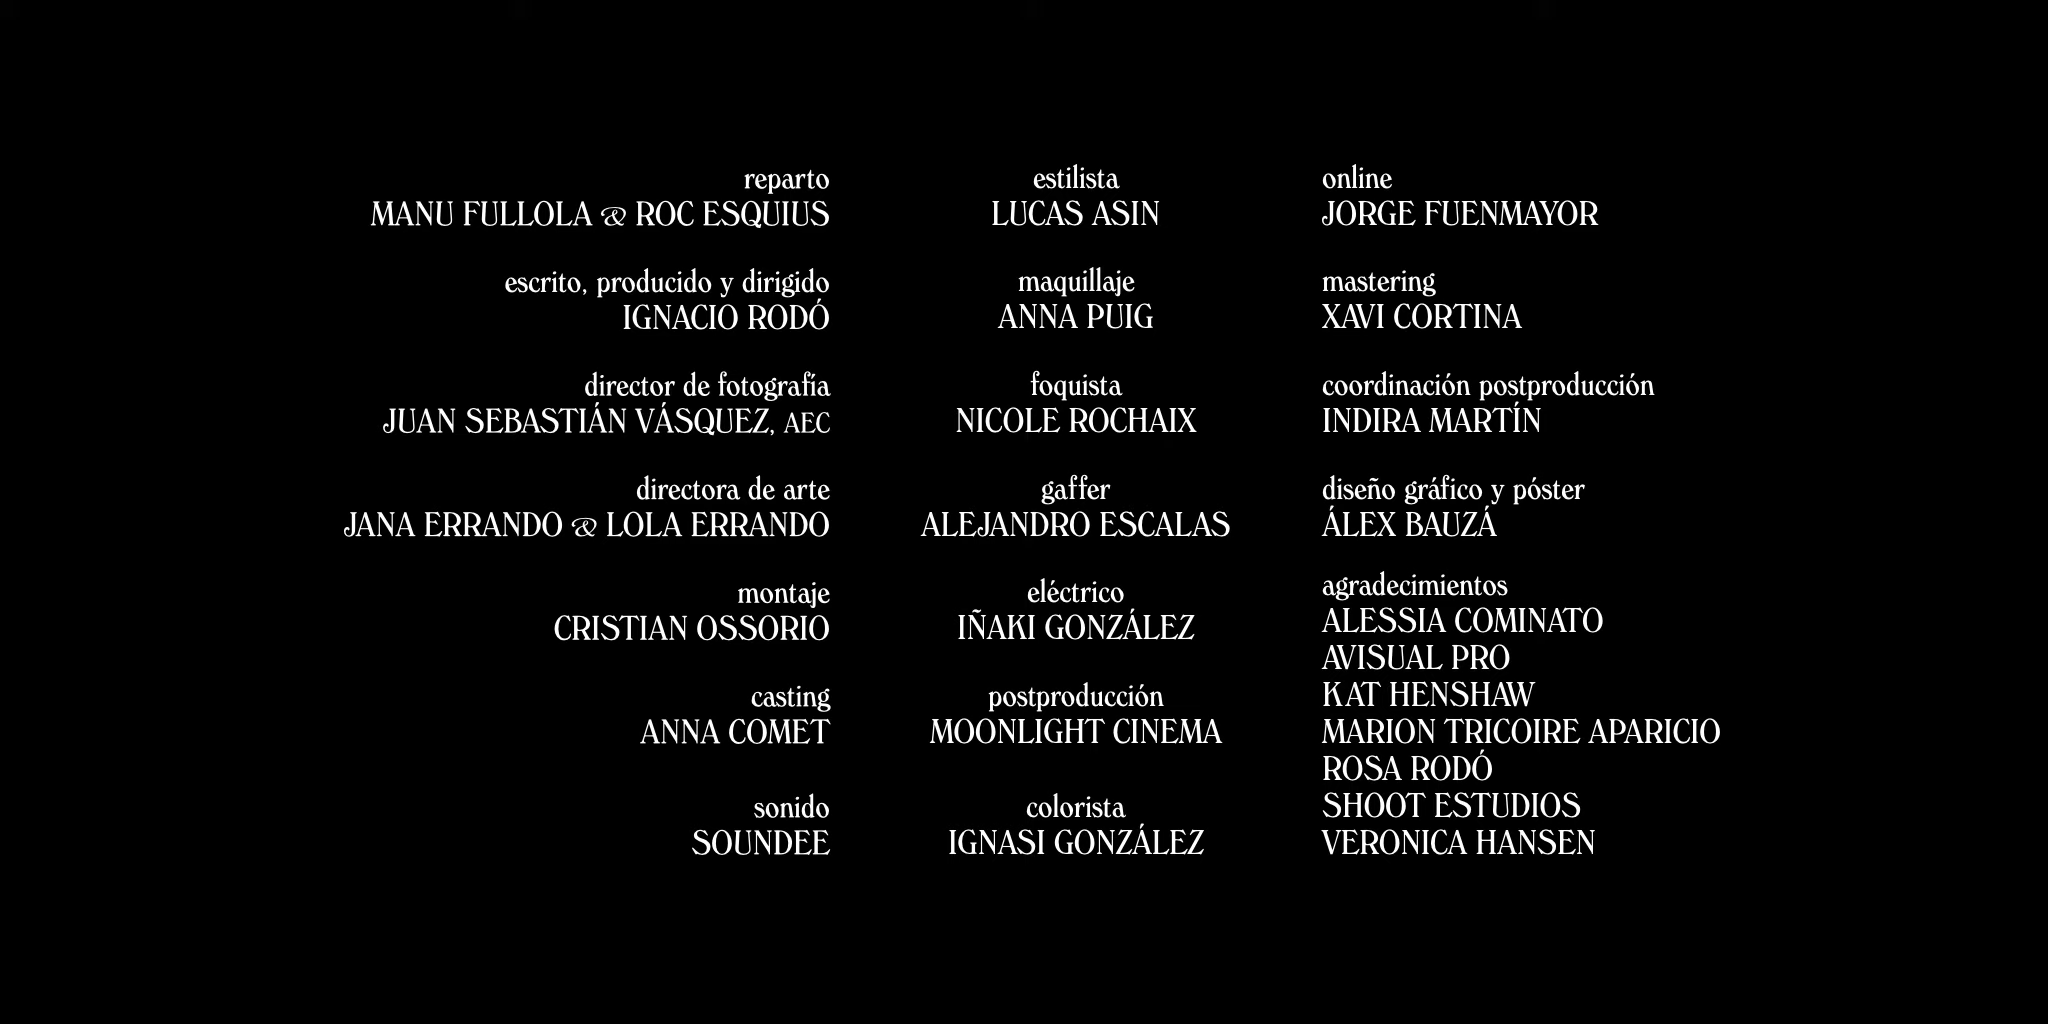 reparto
MANU FULLOLA & ROC ESQUIUS
escrito, producido y dirigido
IGNACIO RODÓ
director de fotografía
JUAN SEBASTIÁN VÁSQUEZ, AEC
directora de arte
JANA ERRANDO & LOLA ERRANDO
montaje
CRISTIAN OSSORIO
casting
ANNA COMET
sonido
SOUNDEE
estilista
LUCAS ASIN
maquillaje
ANNA PUIG
foquista
NICOLE ROCHAIX
gaffer
ALEJANDRO ESCALAS
eléctrico
IÑAKI GONZÁLEZ
postproducción
MOONLIGHT CINEMA
colorista
IGNASI GONZÁLEZ
online
JORGE FUENMAYOR
mastering
XAVI CORTINA
coordinación postproducción
INDIRA MARTÍN
diseño gráfico y póster
ÁLEX BAUZÁ
agradecimientos
ALESSIA COMINATO
AVISUAL PRO
KAT HENSHAW
MARION TRICOIRE APARICIO
ROSA RODÓ
SHOOT ESTUDIOS
VERONICA HANSEN